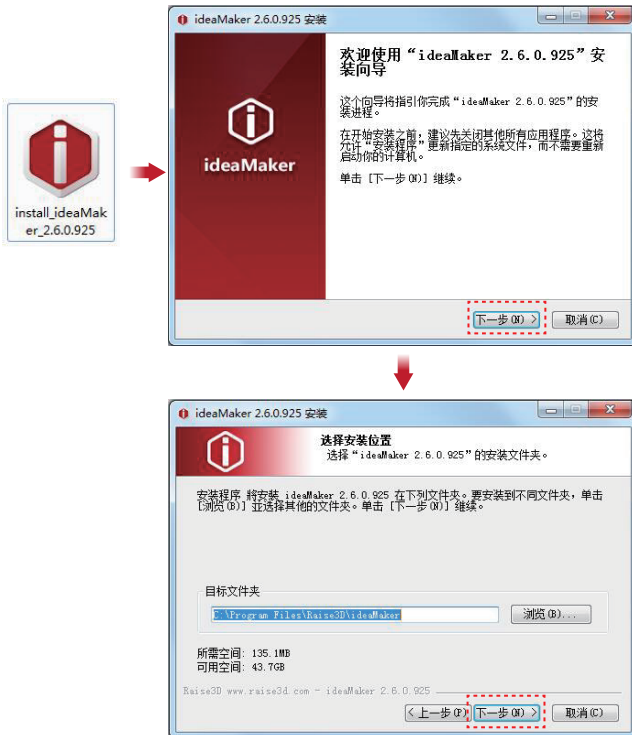 install_ideaMak
er_2.6.0.925
ideaMaker 2.6.0.925 安装
ideaMaker
欢迎使用“ideaMaker 2.6.0.925”安
装向导
这个向导将指引你完成“ideaMaker 2.6.0.925”的安
装进程。
在开始安装之前，建议先关闭其他所有应用程序。这将
允许“安装程序”更新指定的系统文件，而不需要重新
启动你的计算机。
单击 [下一步(N)] 继续。
下一步(N) >
取消(C)
ideaMaker 2.6.0.925 安装
选择安装位置
选择“ideaMaker 2.6.0.925”的安装文件夹。
安装程序 將安裝 ideaMaker 2.6.0.925 在下列文件夹。要安装到不同文件夹，单击
[浏览(B)] 並选择其他的文件夹。单击 [下一步(N)] 继续。
目标文件夹
C:\Program Files\Raise3D\ideaMaker
浏览(B)...
所需空间: 135.1MB
可用空间: 43.7GB
Raise3D www.raise3d.com - ideaMaker 2.6.0.925
< 上一步(P)
下一步(N) >
取消(C)